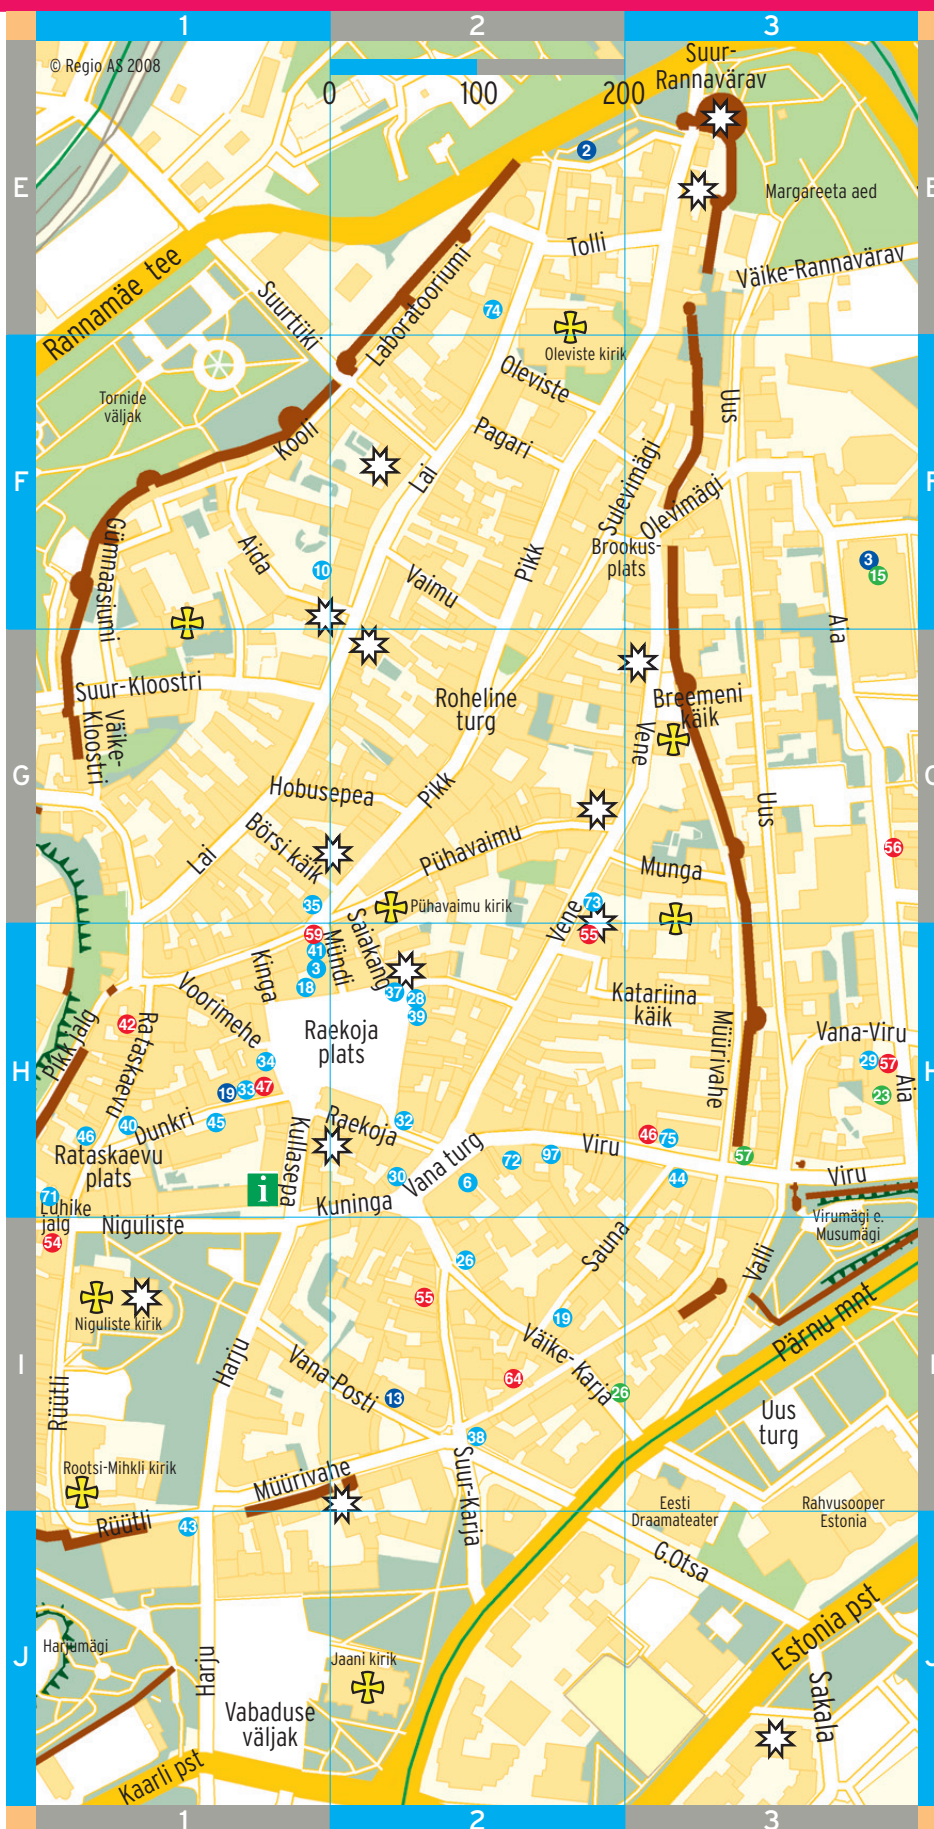 1
2
3
© Regio AS 2008
0
100
200
Suur-
Rannavärav
E
E
2
Margareeta aed
Tolli
Väike-Rannavärav
Rannamäe tee
Suurtüki
Laboratooriumi
74
Oleviste kirik
Oleviste
Tornide
väljak
Uus
Kooli
Pagari
F
F
Lai
Sulevimägi
Olevimägi
Gümnaasiumi
Aida
10
Vaimu
Pikk
Brookus-
plats
3
15
Aia
Suur-Kloostri
Roheline
turg
Breemeni
käik
Väike-
Kloostri
Vene
G
G
Hobusepea
Pikk
Uus
Börsi käik
Lai
Pühavaimu
56
Munga
35
Pühavaimu kirik
73
Vene
55
59
41
3
18
Mündi
Saiakang
37
28
39
Kinga
Voorimehe
Katariina
käik
Raekoja
plats
Müürivahe
Vana-Viru
42
Pikk jalg
Rataskaevu
34
29
57
H
H
19
33
47
23
Aia
46
40
Dunkri
45
Kullasepa
Raekoja
32
46
75
Rataskaevu
plats
Viru
57
72
97
i
30
Vana turg
6
44
Viru
71
Lühike
jalg
Kuninga
Niguliste
54
Virumägi e.
Musumägi
Sauna
26
Valli
55
Niguliste kirik
19
Pärnu mnt
Harju
Vana-Posti
Väike-Karja
I
I
Rüütli
64
26
13
Uus
turg
38
Rootsi-Mihkli kirik
Müürivahe
Suur-Karja
Eesti
Draamateater
Rahvusooper
Estonia
Rüütli
43
G.Otsa
Estonia pst
Harjumägi
Jaani kirik
J
J
Harju
Sakala
Vabaduse
väljak
Kaarli pst
1
2
3